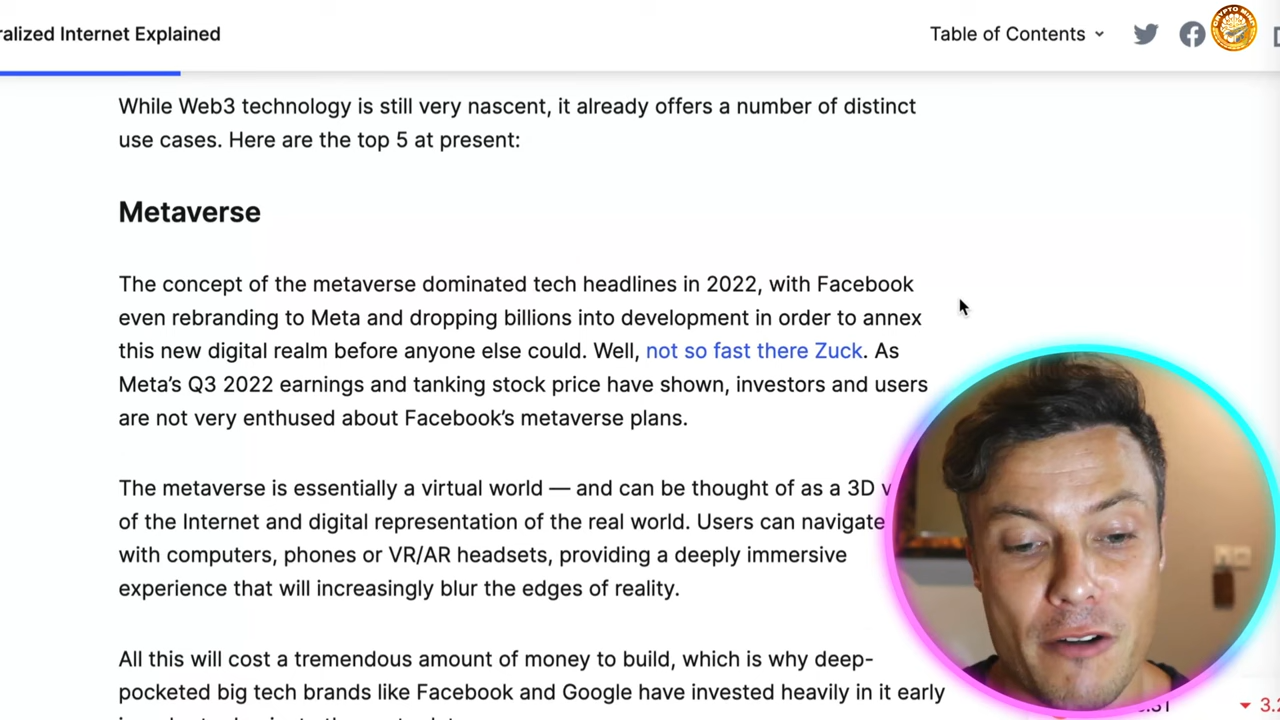 ralized Internet Explained
Table of Contents
CRYPTO
While Web3 technology is still very nascent, it already offers a number of distinct
use cases. Here are the top 5 at present:
Metaverse
The concept of the metaverse dominated tech headlines in 2022, with Facebook
even rebranding to Meta and dropping billions into development in order to annex
this new digital realm before anyone else could. Well, not so fast there Zuck. As
Meta’s Q3 2022 earnings and tanking stock price have shown, investors and users
are not very enthused about Facebook’s metaverse plans.
The metaverse is essentially a virtual world — and can be thought of as a 3D v
of the Internet and digital representation of the real world. Users can navigate
with computers, phones or VR/AR headsets, providing a deeply immersive
experience that will increasingly blur the edges of reality.
All this will cost a tremendous amount of money to build, which is why deep-
pocketed big tech brands like Facebook and Google have invested heavily in it early